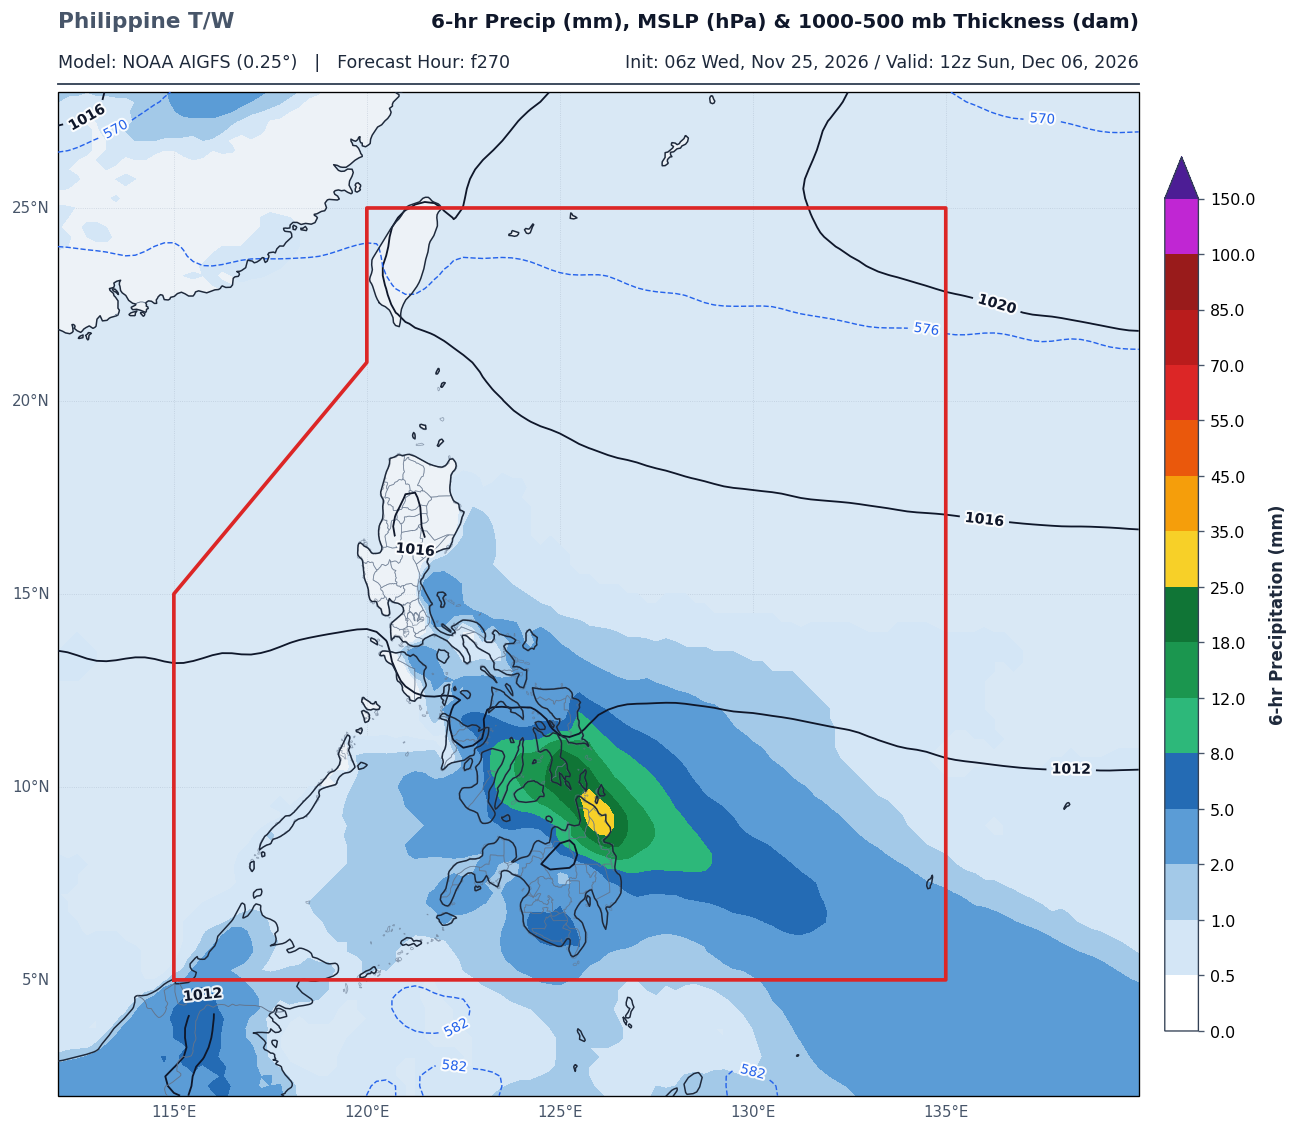 Philippine T/W
6-hr Precip (mm), MSLP (hPa) & 1000-500 mb Thickness (dam)
Model: NOAA AIGFS (0.25°) | Forecast Hour: f270
Init: 06z Wed, Nov 25, 2026 / Valid: 12z Sun, Dec 06, 2026
1016
570
570
25°N
1020
576
20°N
1016
1016
15°N
1012
10°N
5°N
1012
582
582
582
115°E
120°E
125°E
130°E
135°E
150.0
100.0
85.0
70.0
55.0
45.0
35.0
25.0
18.0
12.0
8.0
5.0
2.0
1.0
0.5
0.0
6-hr Precipitation (mm)